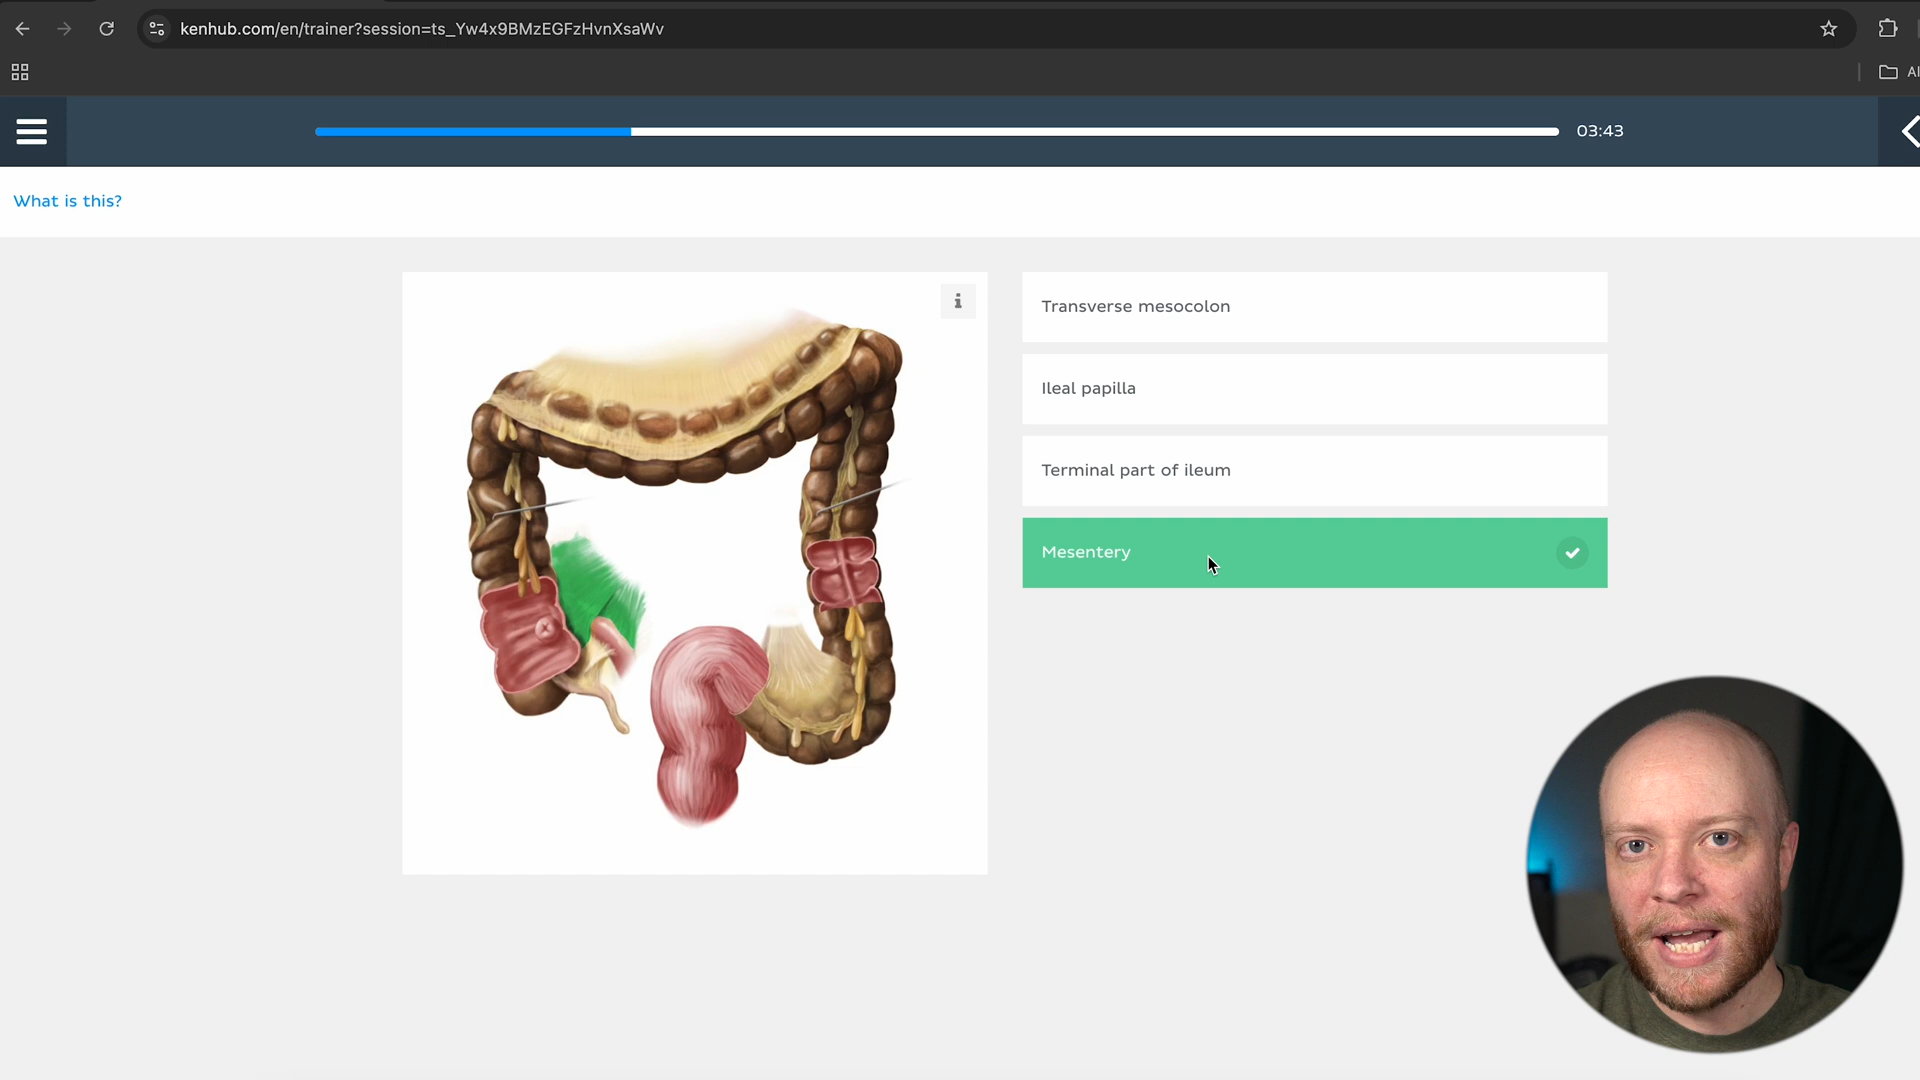 kenhub.com/en/trainer?session=ts_Yw4x9BMzEGFzHvnXsaWv
Al
03:43
What is this?
i
Transverse mesocolon
Ileal papilla
Terminal part of ileum
Mesentery